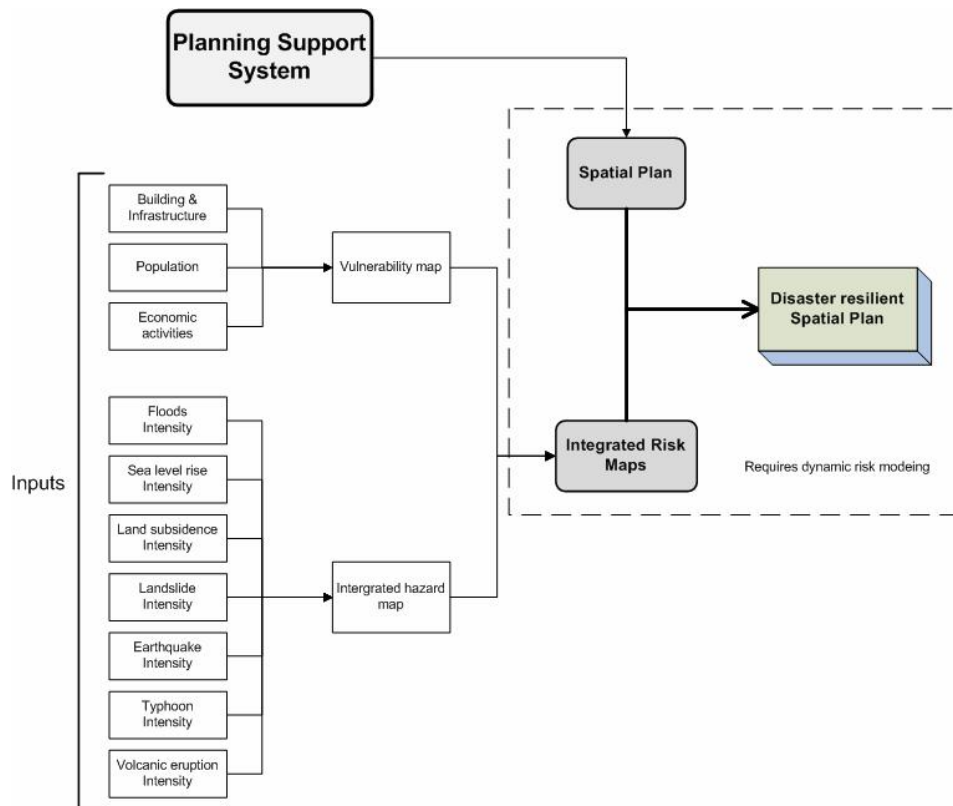 Planning Support
System
Spatial Plan
Building &
Infrastructure
Population
Vulnerability map
Economic
activities
Disaster resilient
Spatial Plan
Inputs
Floods
Intensity
Sea level rise
Intensity
Land subsidence
Intensity
Landslide
Intensity
Earthquake
Intensity
Typhoon
Intensity
Volcanic eruption
Intensity
Intergrated hazard
map
Integrated Risk
Maps
Requires dynamic risk modeing